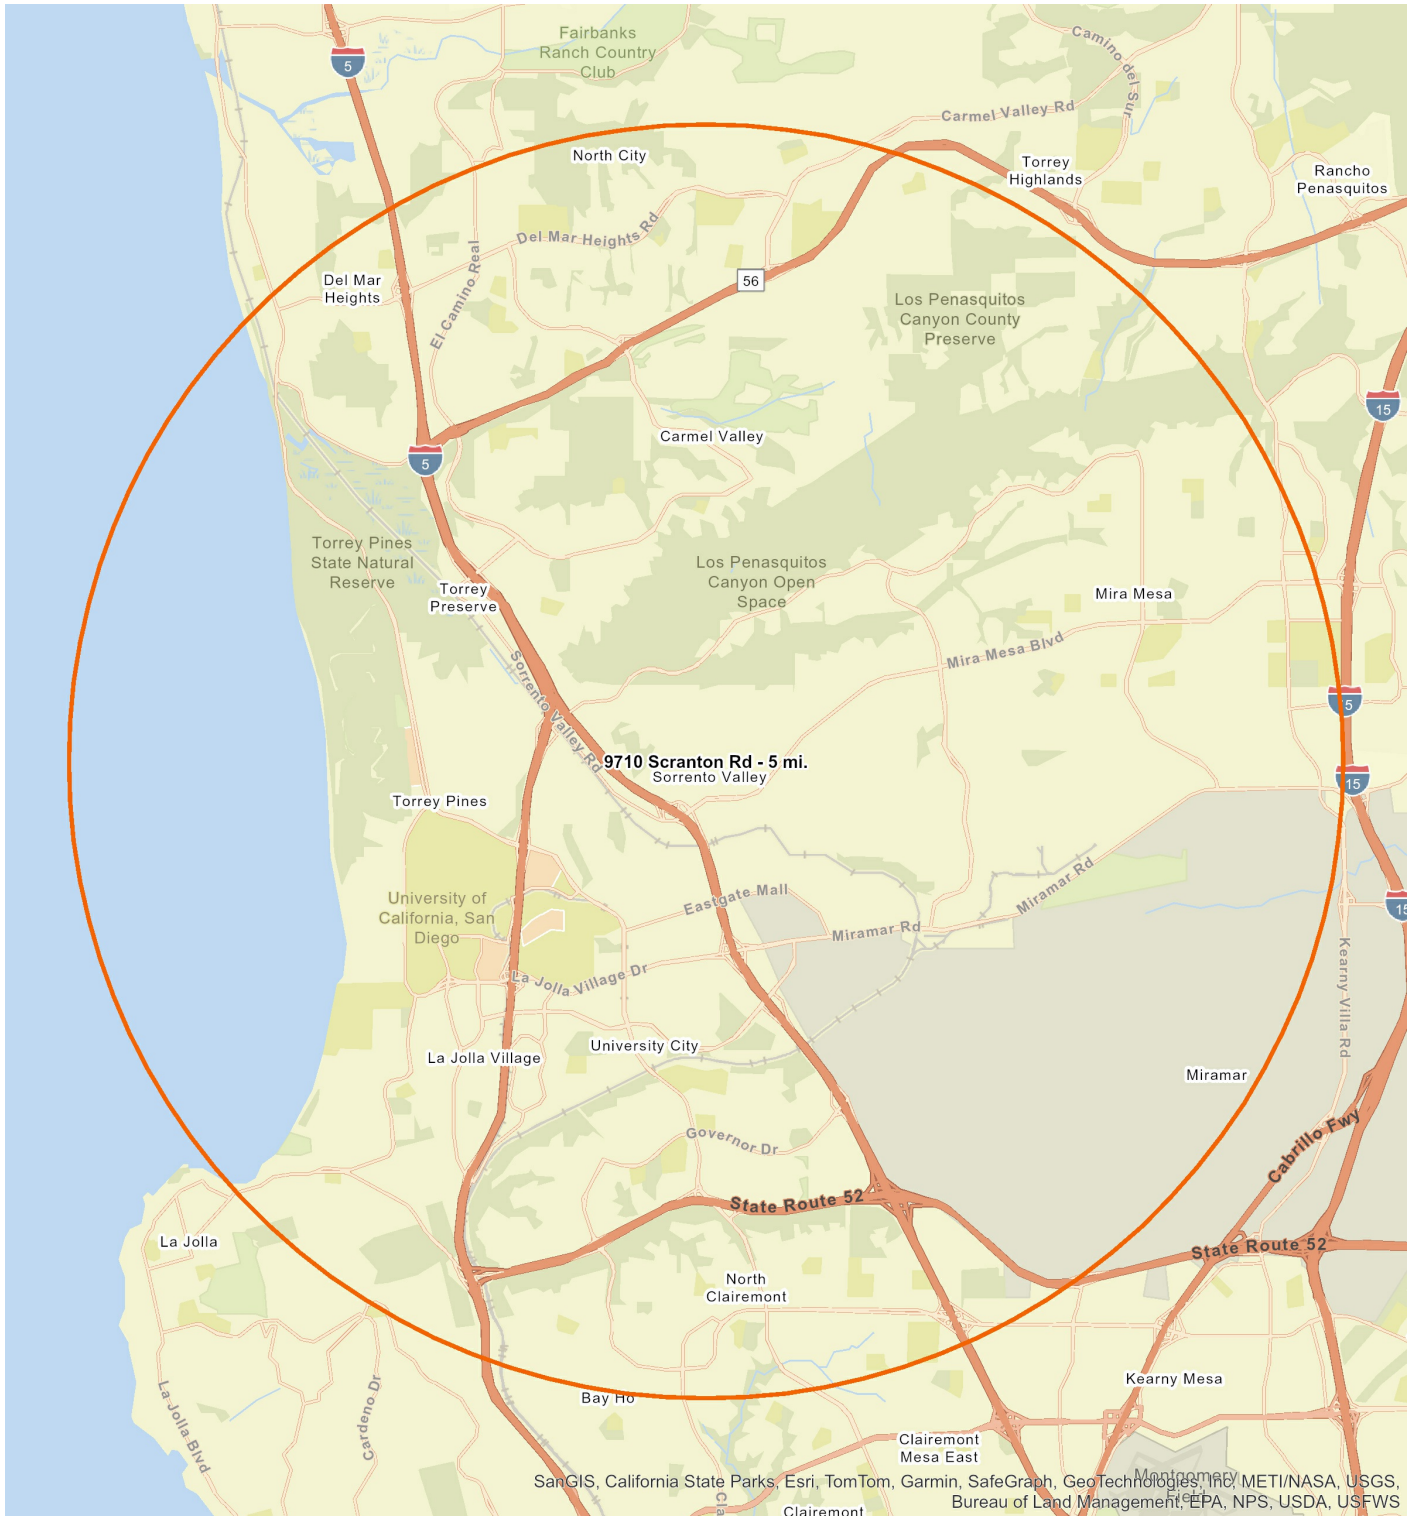 Fairbanks
Ranch Country
Club
5
Camino del Sur
Carmel Valley Rd
North City
Torrey
Highlands
Rancho
Penasquitos
Del Mar Heights Rd
El Camino Real
Del Mar
Heights
56
Los Penasquitos
Canyon County
Preserve
15
Carmel Valley
5
Torrey Pines
State Natural
Reserve
Los Penasquitos
Canyon Open
Space
Torrey
Preserve
Mira Mesa
Mira Mesa Blvd
Sorrento Valley Rd
5
9710 Scranton Rd - 5 mi.
Sorrento Valley
15
Torrey Pines
University of
California, San
Diego
Eastgate Mall
Miramar Rd
Miramar Rd
15
La Jolla Village Dr
Kearny Villa Rd
La Jolla Village
University City
Miramar
Governor Dr
Cabrillo Fwy
State Route 52
La Jolla
State Route 52
North
Clairemont
Bay Ho
Kearny Mesa
La Jolla Blvd
Cardeno Dr
Clairemont
Mesa East
Montgomery
Field
SanGIS, California State Parks, Esri, TomTom, Garmin, SafeGraph, GeoTechnologies, Inc, METI/NASA, USGS,
Bureau of Land Management, EPA, NPS, USDA, USFWS
Clairemont